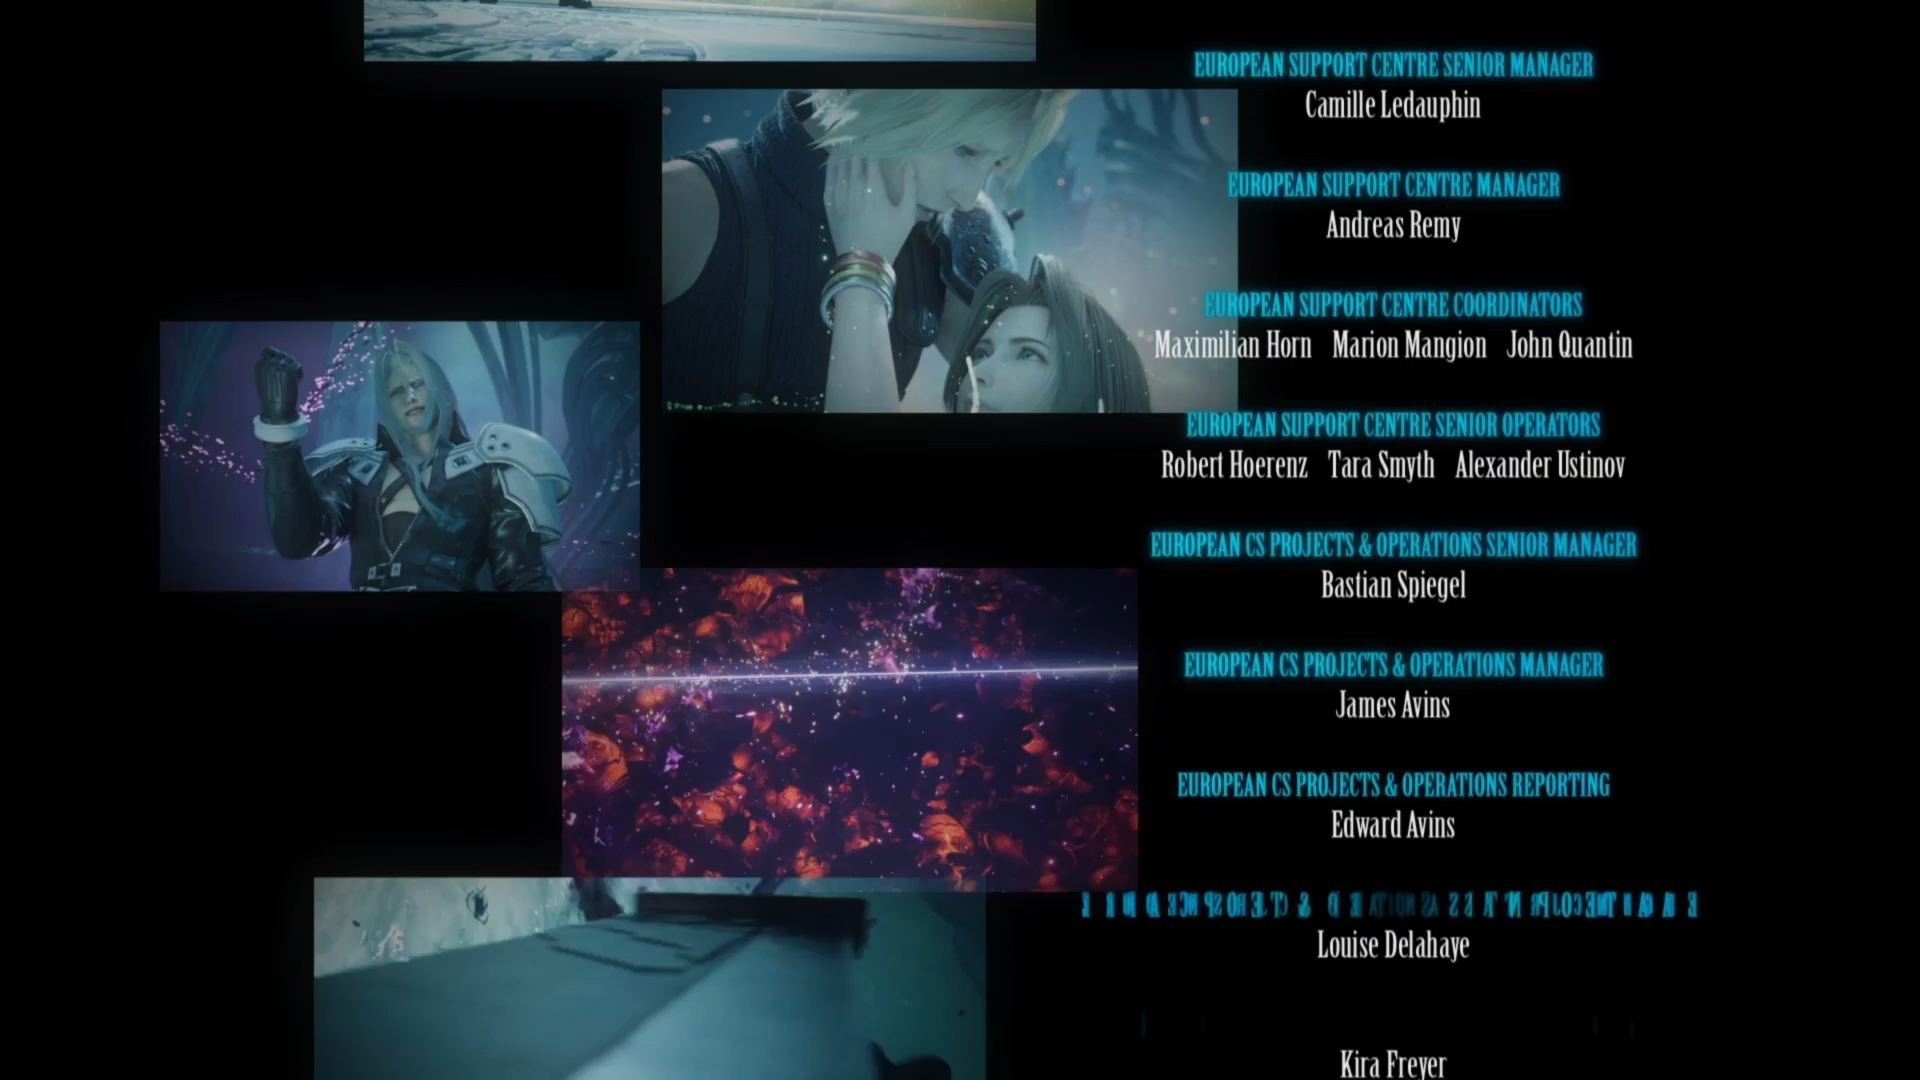 EUROPEAN SUPPORT CENTRE SENIOR MANAGER
Camille Ledauphin
EUROPEAN SUPPORT CENTRE MANAGER
Andreas Remy
EUROPEAN SUPPORT CENTRE COORDINATORS
Maximilian Horn Marion Mangion John Quantin
EUROPEAN SUPPORT CENTRE SENIOR OPERATORS
Robert Hoerenz Tara Smyth Alexander Ustinov
EUROPEAN CS PROJECTS & OPERATIONS SENIOR MANAGER
Bastian Spiegel
EUROPEAN CS PROJECTS & OPERATIONS MANAGER
James Avins
EUROPEAN CS PROJECTS & OPERATIONS REPORTING
Edward Avins
Louise Delahaye
Kira Freyer